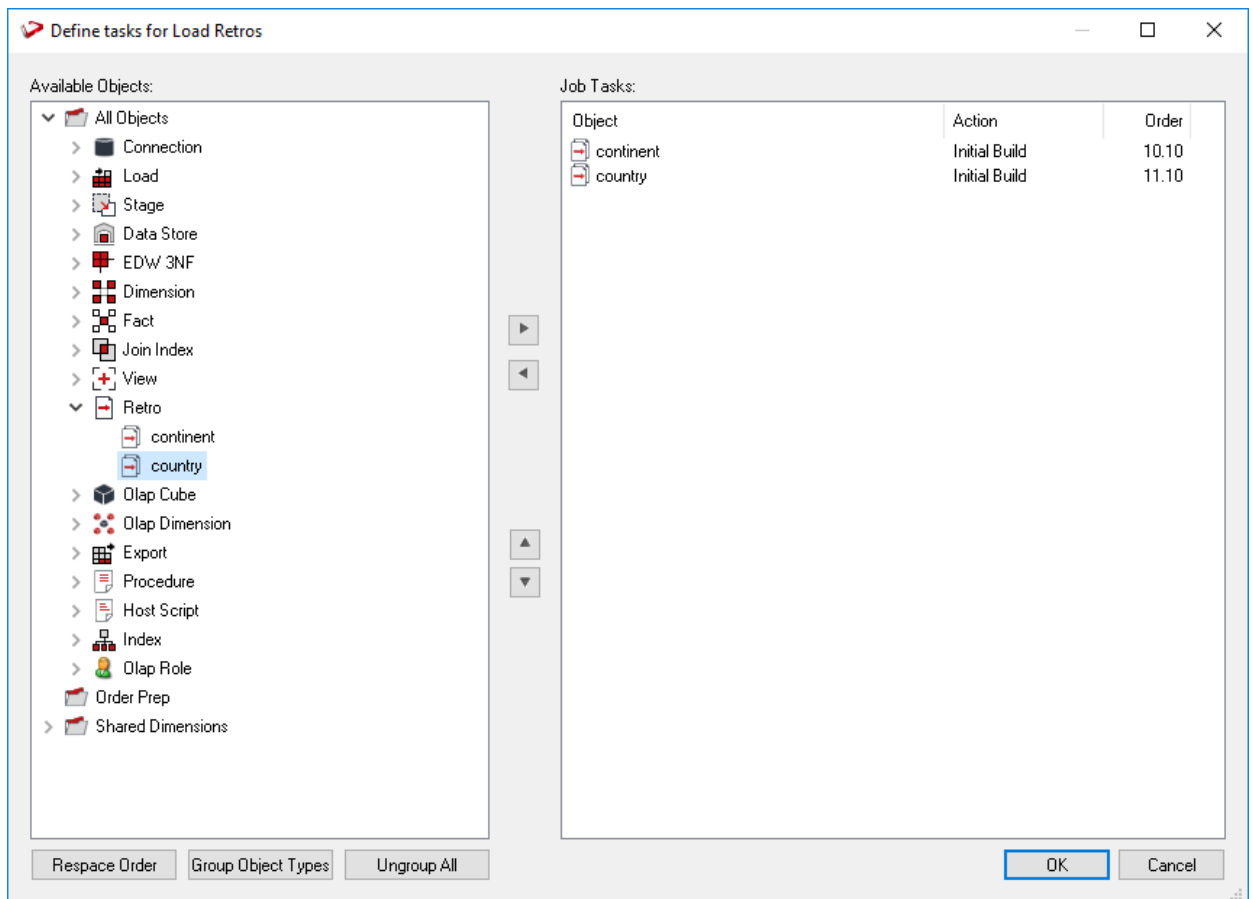 Define tasks for Load Retros
Available Objects:
All Objects
Connection
Load
Stage
Data Store
EDW 3NF
Dimension
Fact
Join Index
View
Retro
continent
country
Olap Cube
Olap Dimension
Export
Procedure
Host Script
Index
Olap Role
Order Prep
Shared Dimensions
Job Tasks:
Object Action Order
continent Initial Build 10.10
country Initial Build 11.10
Respace Order Group Object Types Ungroup All OK Cancel